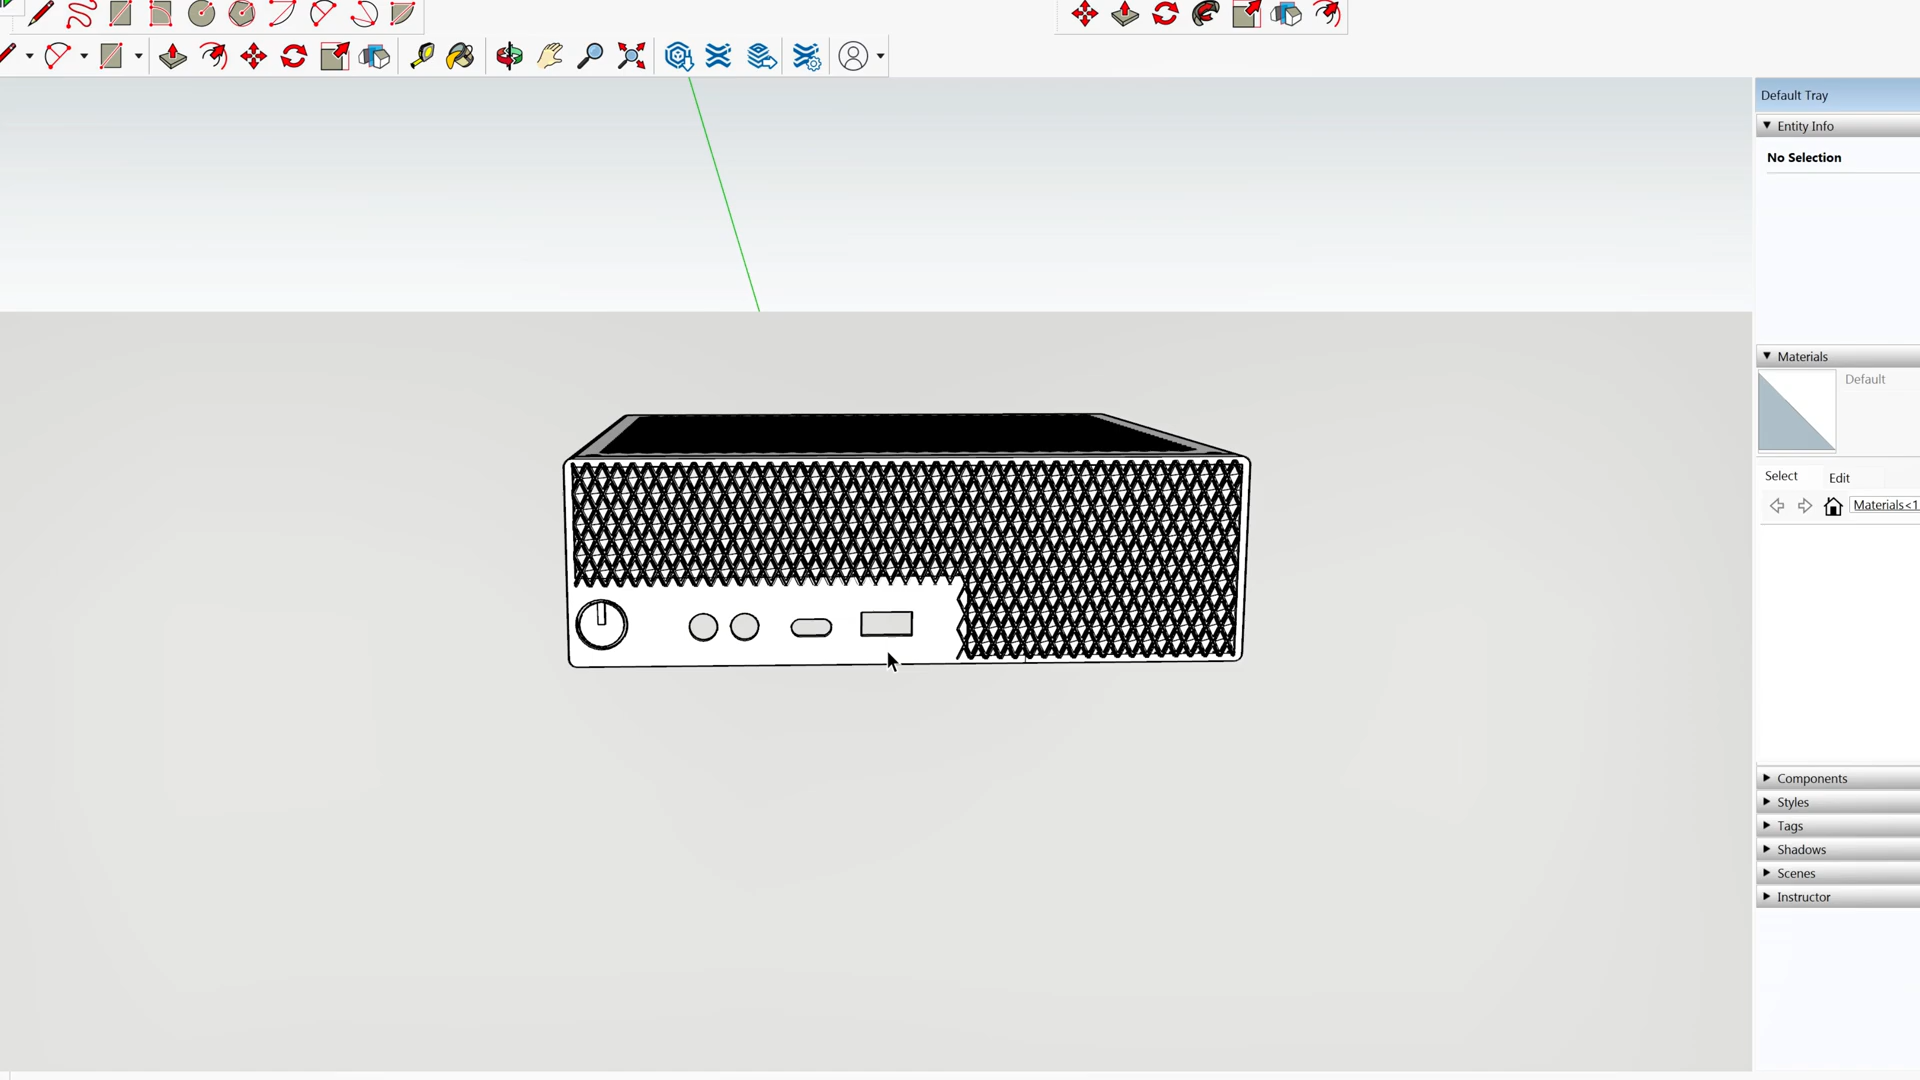 Default Tray
Entity Info
No Selection
Materials
Default
Select
Edit
Materials<1
Components
Styles
Tags
Shadows
Scenes
Instructor